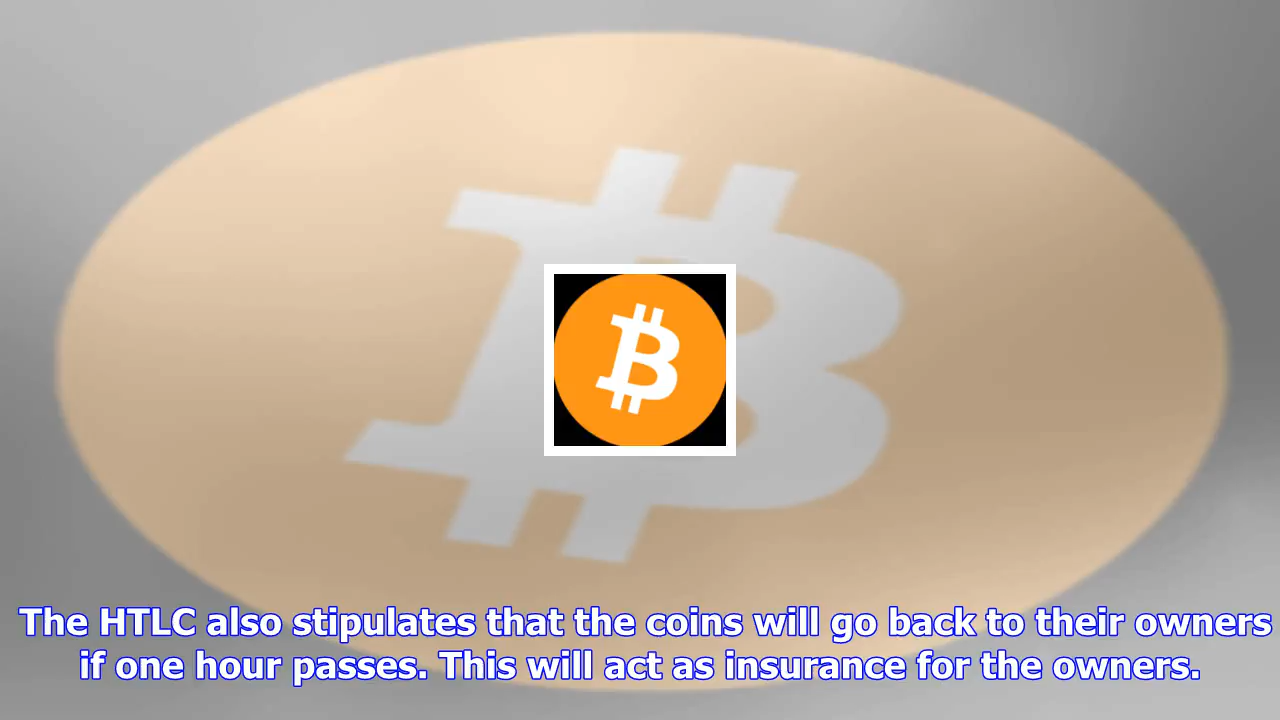 The HTLC also stipulates that the coins will go back to their owners
if one hour passes. This will act as insurance for the owners.